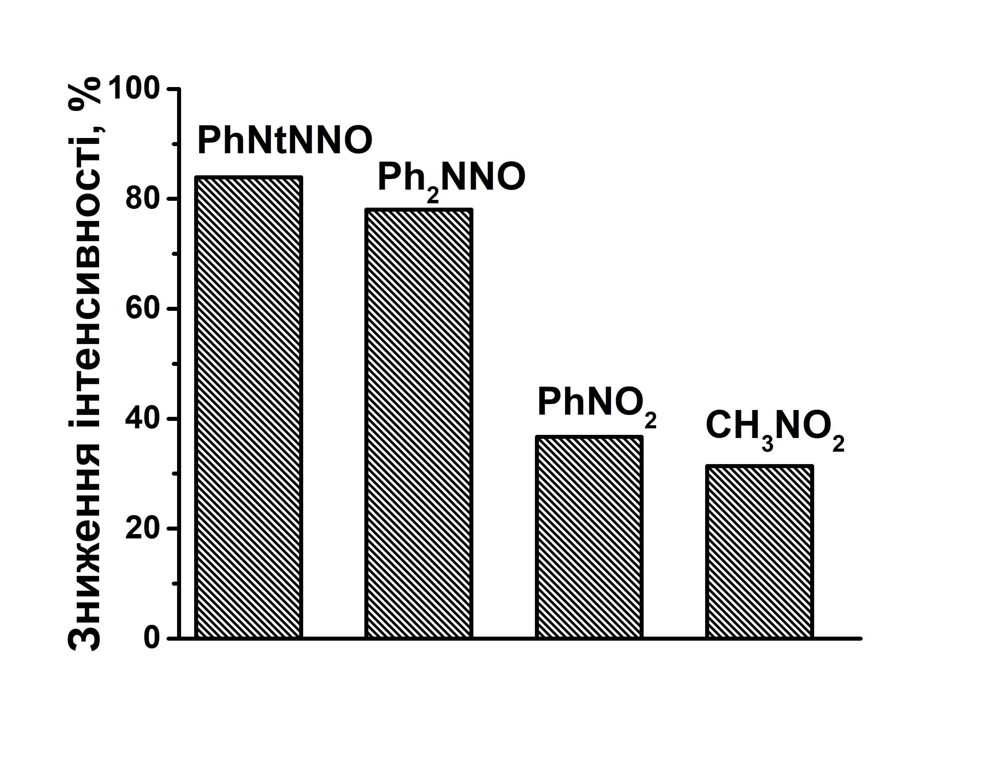 Зниження інтенсивності, %
100
80
60
40
20
0
PhNtNNO
Ph₂NNO
PhNO₂
CH₃NO₂